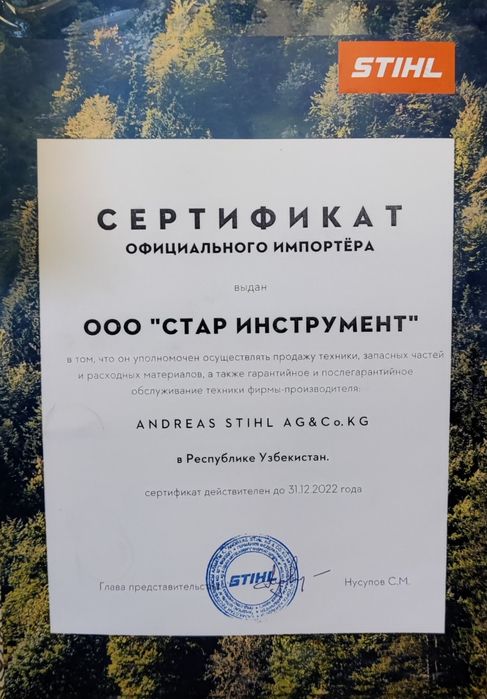 STIHL
СЕРТИФИКАТ
ОФИЦИАЛЬНОГО ИМПОРТЁРА
выдан
ООО "СТАР ИНСТРУМЕНТ"
в том, что он уполномочен осуществлять продажу техники, запасных частей
и расходных материалов, а также гарантийное и послегарантийное
обслуживание техники фирмы-производителя:
ANDREAS STIHL AG&Co.KG
в Республике Узбекистан.
сертификат действителен до 31.12.2022 года
STIHL
Глава представительс
Нусупов С.М.